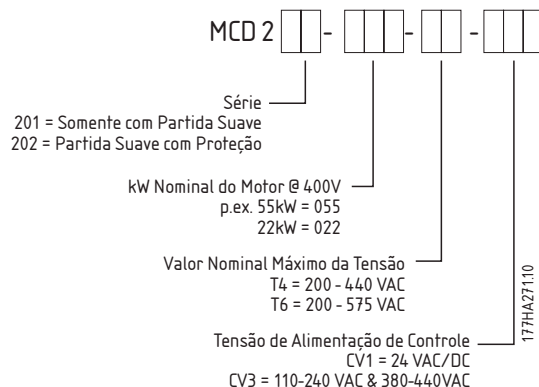 MCD 2 - - -
Série
201 = Somente com Partida Suave
202 = Partida Suave com Proteção
kW Nominal do Motor @ 400V
p.ex. 55kW = 055
22kW = 022
Valor Nominal Máximo da Tensão
T4 = 200 - 440 VAC
T6 = 200 - 575 VAC
Tensão de Alimentação de Controle
CV1 = 24 VAC/DC
CV3 = 110-240 VAC & 380-440VAC
177HA271.10